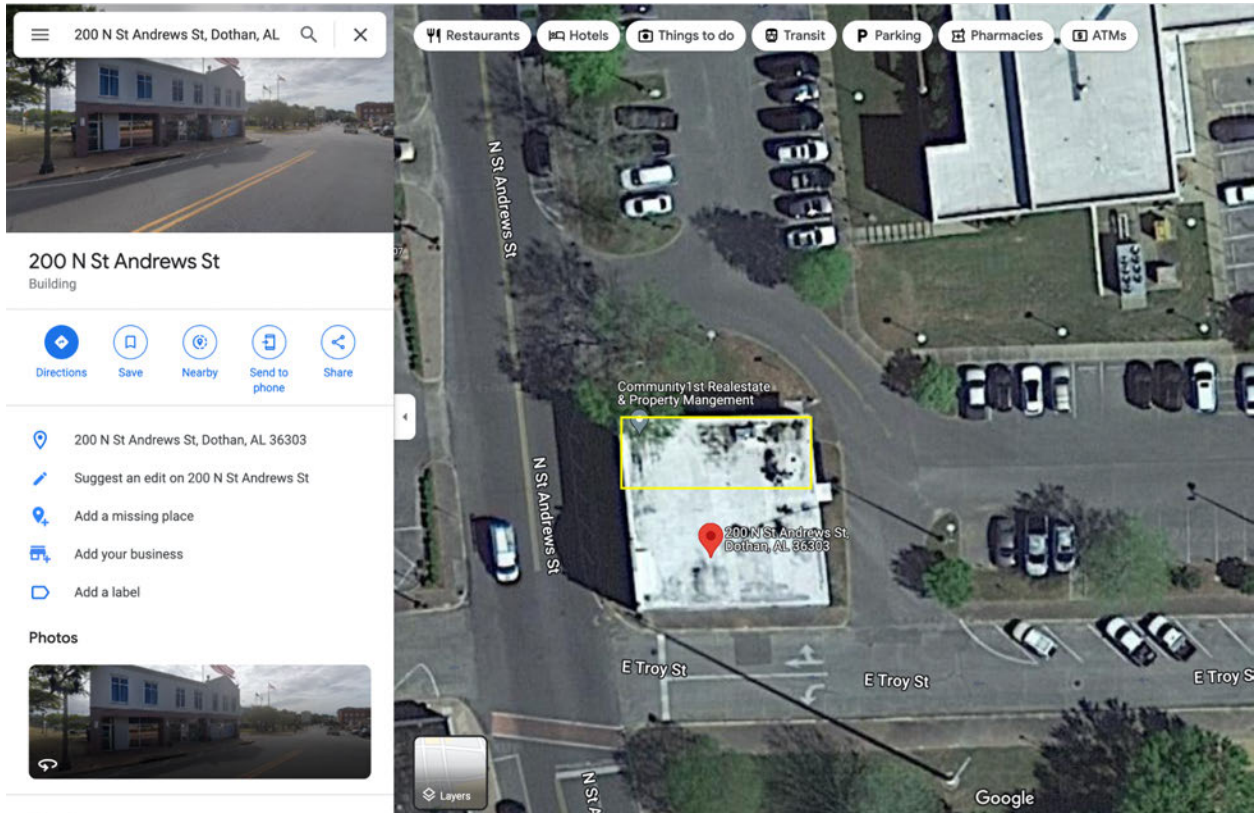 200 N St Andrews St, Dothan, AL
Restaurants
Hotels
Things to do
Transit
Parking
Pharmacies
ATMs
200 N St Andrews St
Building
Directions
Save
Nearby
Send to
phone
Share
200 N St Andrews St, Dothan, AL 36303
Suggest an edit on 200 N St Andrews St
Add a missing place
Add your business
Add a label
Photos
N St Andrews St
Community1st Realestate
& Property Mangement
N St Andrews St
200 N St Andrews St,
Dothan, AL 36303
E Troy St
E Troy St
E Troy S
N St A
Layers
Google